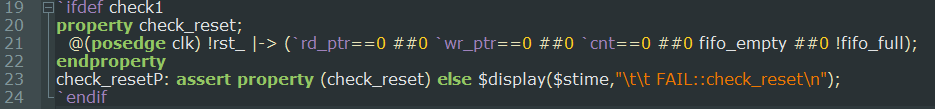 19 `ifdef check1
20 property check_reset;
21 @(posedge clk) !rst_ |-> (`rd_ptr==0 ##0 `wr_ptr==0 ##0 `cnt==0 ##0 fifo_empty ##0 !fifo_full);
22 endproperty
23 check_resetP: assert property (check_reset) else $display($stime,"\t\t FAIL::check_reset\n");
24 `endif